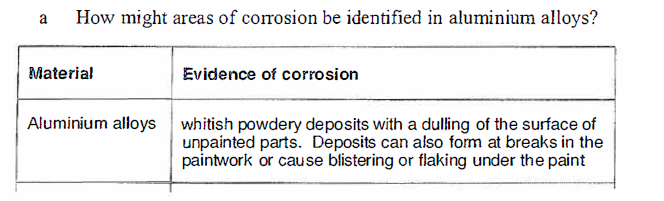 a How might areas of corrosion be identified in aluminium alloys?
Material Evidence of corrosion
Aluminium alloys whitish powdery deposits with a dulling of the surface of
unpainted parts. Deposits can also form at breaks in the
paintwork or cause blistering or flaking under the paint